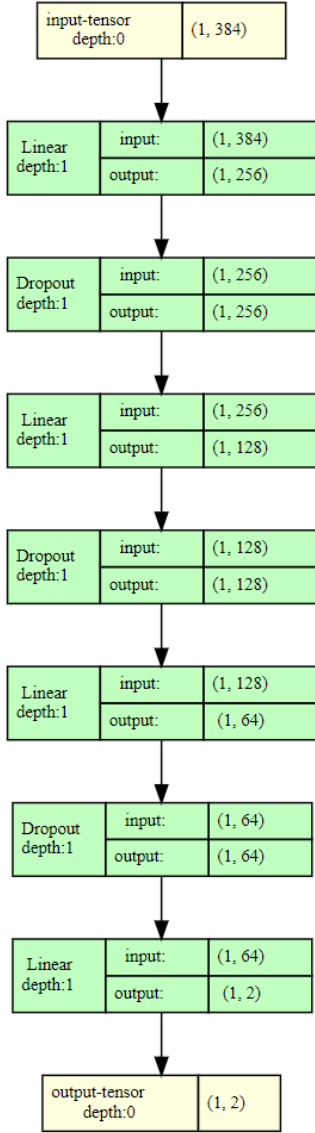 input-tensor
depth:0
(1, 384)
Linear
depth:1
input:
(1, 384)
output:
(1, 256)
Dropout
depth:1
input:
(1, 256)
output:
(1, 256)
Linear
depth:1
input:
(1, 256)
output:
(1, 128)
Dropout
depth:1
input:
(1, 128)
output:
(1, 128)
Linear
depth:1
input:
(1, 128)
output:
(1, 64)
Dropout
depth:1
input:
(1, 64)
output:
(1, 64)
Linear
depth:1
input:
(1, 64)
output:
(1, 2)
output-tensor
depth:0
(1, 2)